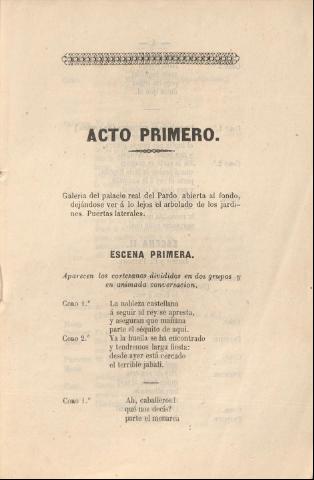 ACTO PRIMERO.
Galeria del palacio real del Pardo abierta al fondo,
dejándose ver á lo lejos el arbolado de los jardi-
nes. Puertas laterales.
ESCENA PRIMERA.
Aparecen los cortesanos divididos en dos grupos y
en animada conversacion.
CORO 1.º La nobleza castellana
á seguir al rey se apresta,
y aseguran que mañana
parte el séquito de aquí.
CORO 2.º Ya la huella se há encontrado
y tendremos larga fiesta:
desde ayer está cercado
el terrible jabalí.
CORO 1.º Ah, caballeros!
qué nos decís?
parte el monarca